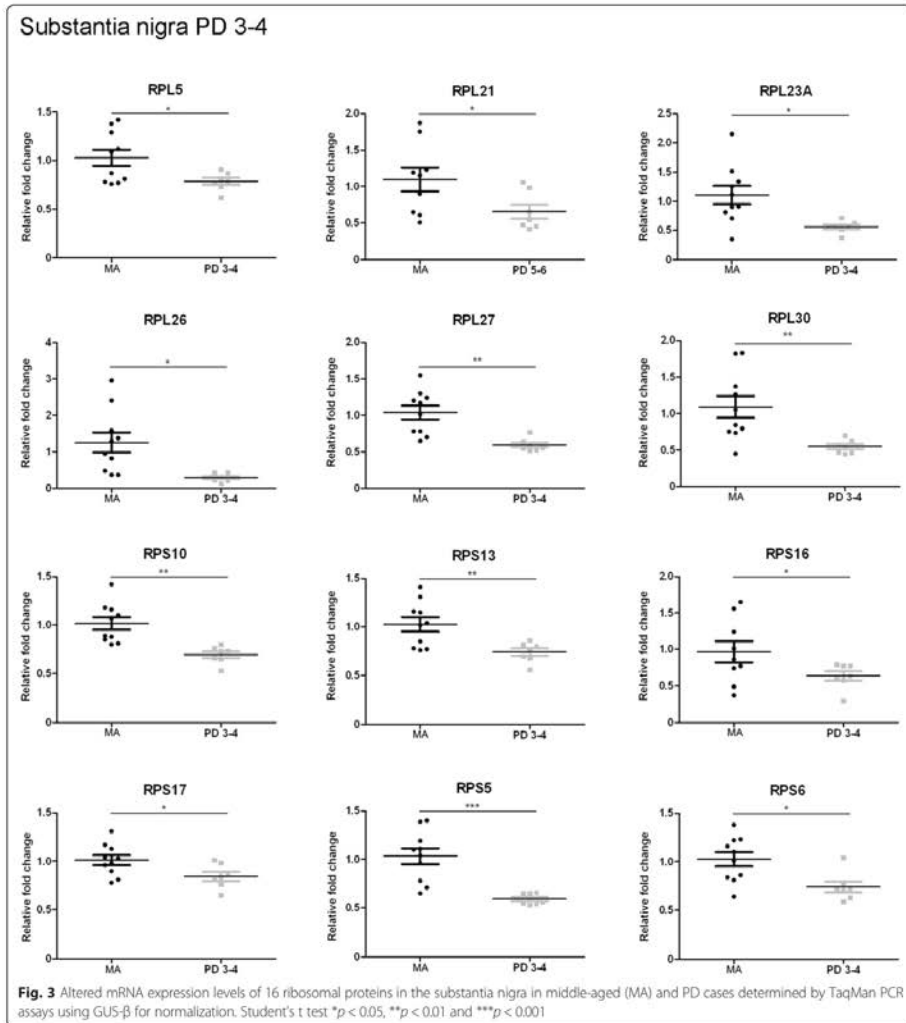 Substantia nigra PD 3-4
RPL5
*
Relative fold change
1.5
1.0
0.5
0
MA
PD 3-4
RPL21
*
Relative fold change
2.0
1.5
1.0
0.5
0
MA
PD 5-6
RPL23A
*
Relative fold change
2.5
2.0
1.5
1.0
0.5
0
MA
PD 3-4
RPL26
*
Relative fold change
4
3
2
1
0
MA
PD 3-4
RPL27
**
Relative fold change
2.0
1.5
1.0
0.5
0
MA
PD 3-4
RPL30
**
Relative fold change
2.0
1.5
1.0
0.5
0
MA
PD 3-4
RPS10
**
Relative fold change
1.5
1.0
0.5
0
MA
PD 3-4
RPS13
**
Relative fold change
1.5
1.0
0.5
0
MA
PD 3-4
RPS16
*
Relative fold change
2.0
1.5
1.0
0.5
0
MA
PD 3-4
RPS17
*
Relative fold change
1.5
1.0
0.5
0
MA
PD 3-4
RPS5
***
Relative fold change
1.5
1.0
0.5
0
MA
PD 3-4
RPS6
*
Relative fold change
1.5
1.0
0.5
0
MA
PD 3-4
Fig. 3 Altered mRNA expression levels of 16 ribosomal proteins in the substantia nigra in middle-aged (MA) and PD cases determined by TaqMan PCR
assays using GUS-β for normalization. Student's t test *p < 0.05, **p < 0.01 and ***p < 0.001